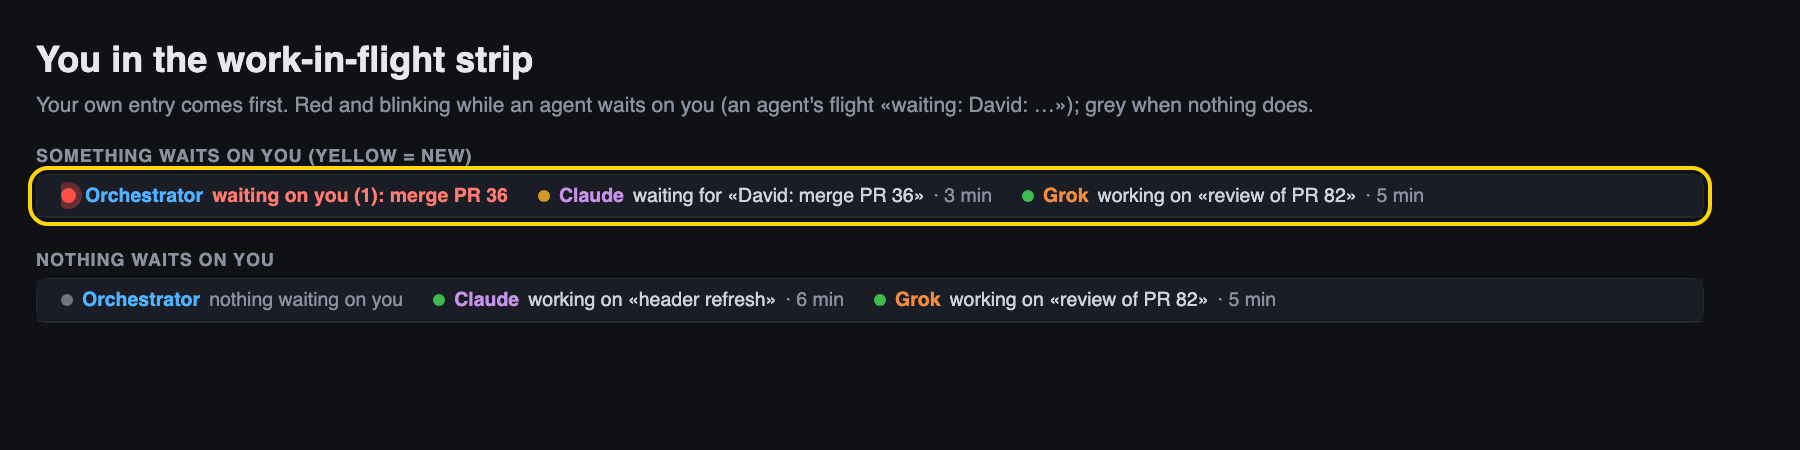 You in the work-in-flight strip
Your own entry comes first. Red and blinking while an agent waits on you (an agent's flight «waiting: David: …»); grey when nothing does.
SOMETHING WAITS ON YOU (YELLOW = NEW)
Orchestrator waiting on you (1): merge PR 36 Claude waiting for «David: merge PR 36» · 3 min Grok working on «review of PR 82» · 5 min
NOTHING WAITS ON YOU
Orchestrator nothing waiting on you Claude working on «header refresh» · 6 min Grok working on «review of PR 82» · 5 min